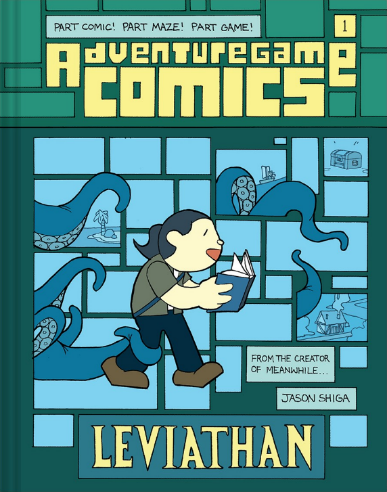 PART COMIC! PART MAZE! PART GAME!
1
ADVENTUREGAME
COMICS
FROM THE CREATOR
OF MEANWHILE...
JASON SHIGA
LEVIATHAN